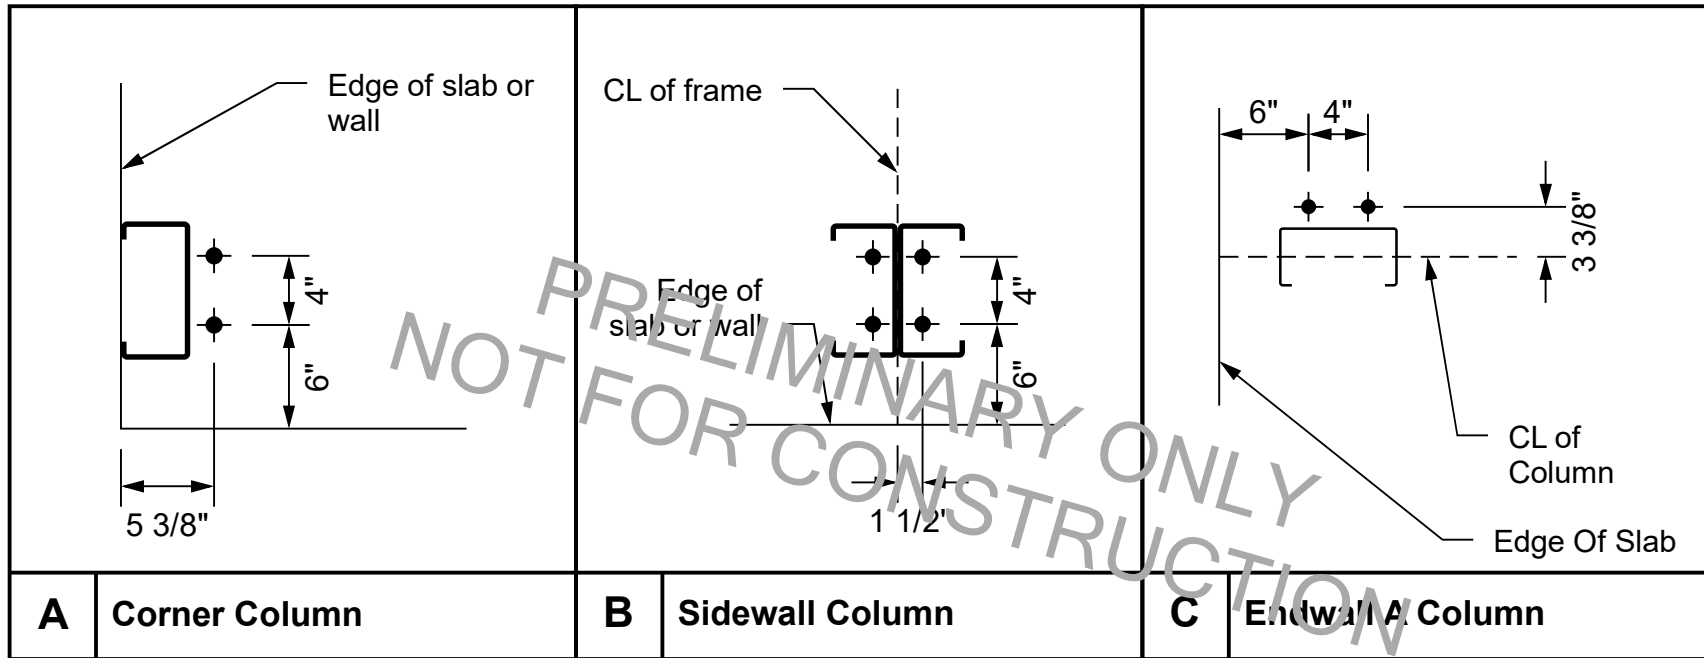 Edge of slab or
wall
4"
6"
5 3/8"
A
Corner Column
CL of frame
Edge of
slab or wall
4"
6"
1 1/2"
B
Sidewall Column
6"
4"
3 3/8"
CL of
Column
Edge Of Slab
C
Endwall A Column
PRELIMINARY ONLY
NOT FOR CONSTRUCTION